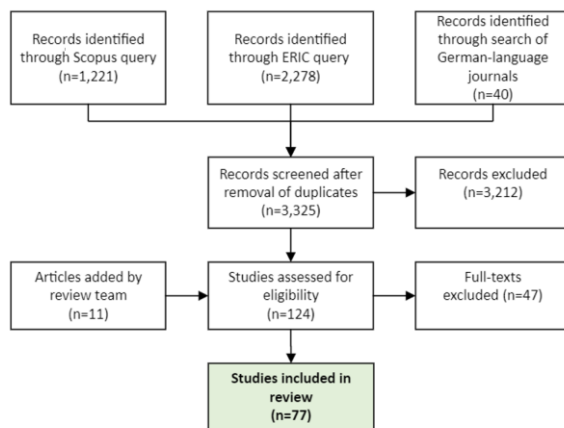 Records identified
through Scopus query
(n=1,221)
Records identified
through ERIC query
(n=2,278)
Records identified
through search of
German-language
journals
(n=40)
Records screened after
removal of duplicates
(n=3,325)
Records excluded
(n=3,212)
Articles added by
review team
(n=11)
Studies assessed for
eligibility
(n=124)
Full-texts
excluded (n=47)
Studies included in
review
(n=77)